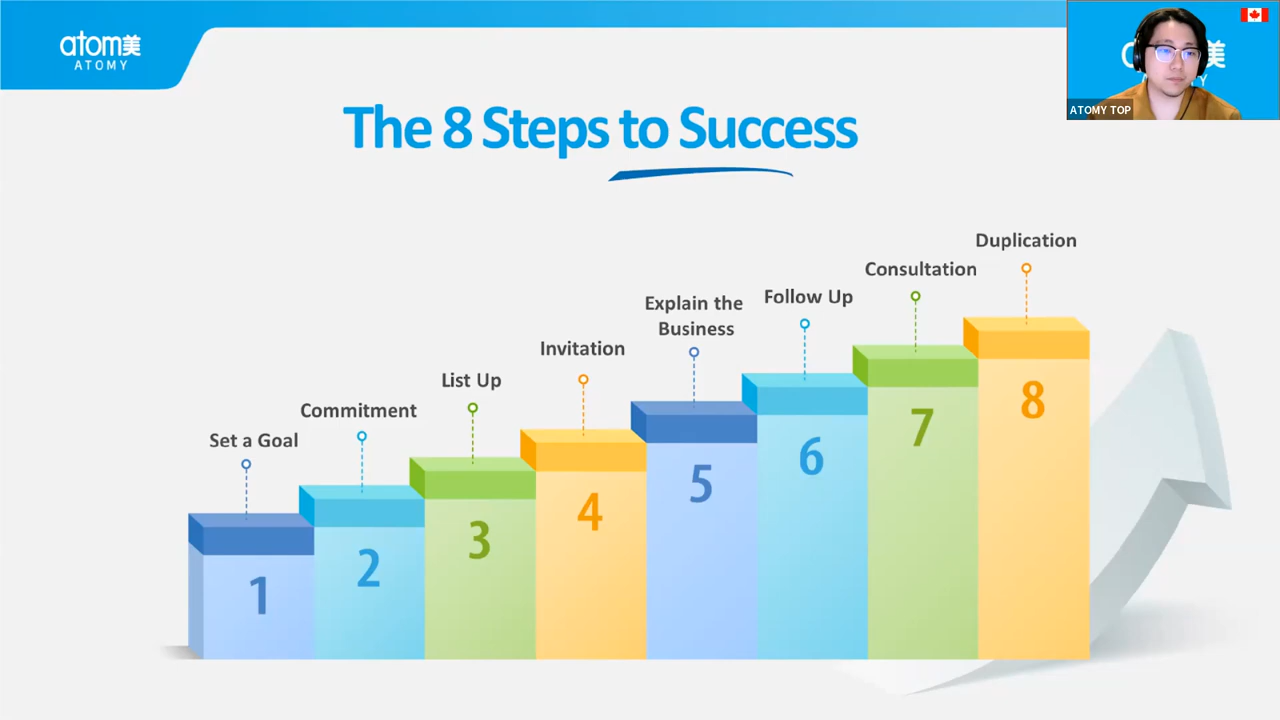 atom美
ATOMY
ATOMY TOP
The 8 Steps to Success
Duplication
Consultation
Follow Up
Explain the
Business
Invitation
List Up
Commitment
Set a Goal
1
2
3
4
5
6
7
8